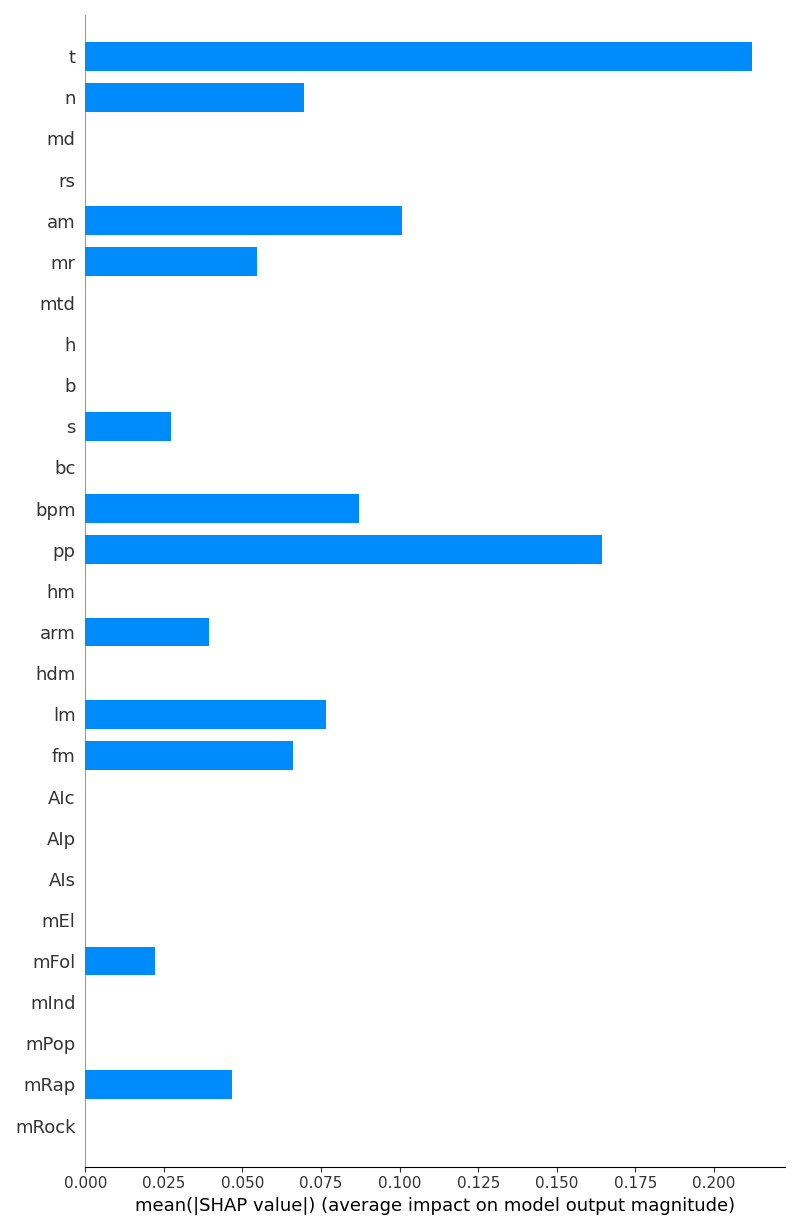 t
n
md
rs
am
mr
mtd
h
b
s
bc
bpm
pp
hm
arm
hdm
lm
fm
AIc
AIp
AIs
mEl
mFol
mInd
mPop
mRap
mRock
0.000 0.025 0.050 0.075 0.100 0.125 0.150 0.175 0.200
mean(|SHAP value|) (average impact on model output magnitude)